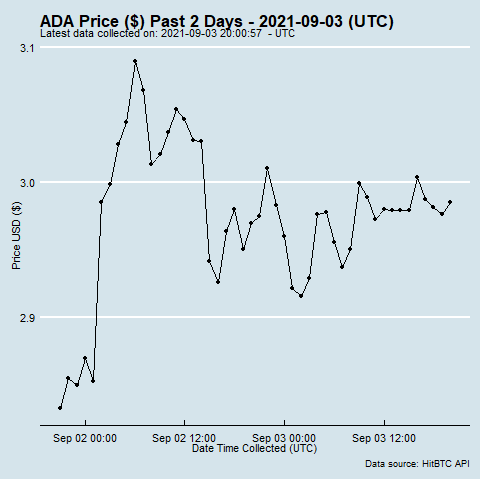 ADA Price ($) Past 2 Days - 2021-09-03 (UTC)
Latest data collected on: 2021-09-03 20:00:57 - UTC
3.1
3.0
2.9
Price USD ($)
Sep 02 00:00 Sep 02 12:00 Sep 03 00:00 Sep 03 12:00
Date Time Collected (UTC)
Data source: HitBTC API